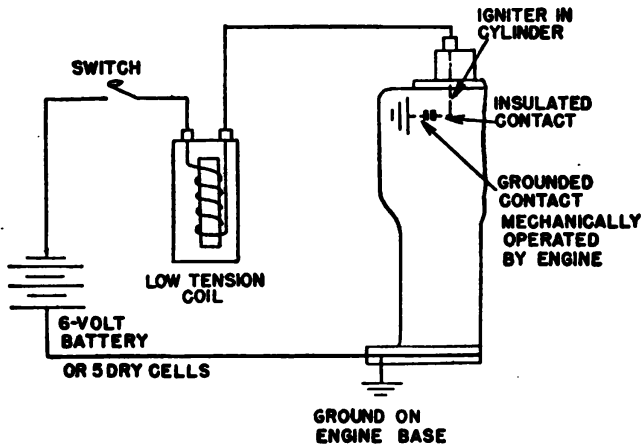 IGNITER IN
CYLINDER
SWITCH
INSULATED
CONTACT
GROUNDED
CONTACT
MECHANICALLY
OPERATED
BY ENGINE
LOW TENSION
COIL
6-VOLT
BATTERY
OR 5 DRY CELLS
GROUND ON
ENGINE BASE